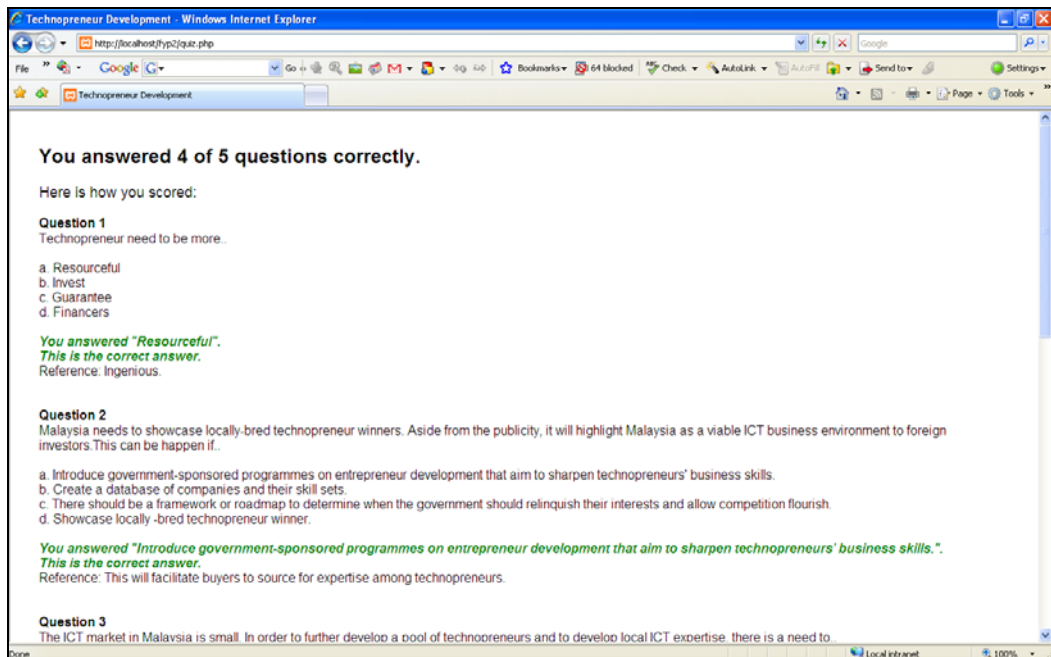 Technopreneur Development - Windows Internet Explorer
http://localhost/fyp2/quiz.php
Google
File
Google
Go
Bookmarks
64 blocked
Check
AutoLink
AutoFill
Send to
Settings
Technopreneur Development
Page
Tools
You answered 4 of 5 questions correctly.
Here is how you scored:
Question 1
Technopreneur need to be more..
a. Resourceful
b. Invest
c. Guarantee
d. Financers
You answered "Resourceful".
This is the correct answer.
Reference: Ingenious.
Question 2
Malaysia needs to showcase locally-bred technopreneur winners. Aside from the publicity, it will highlight Malaysia as a viable ICT business environment to foreign
investors.This can be happen if..
a. Introduce government-sponsored programmes on entrepreneur development that aim to sharpen technopreneurs' business skills.
b. Create a database of companies and their skill sets.
c. There should be a framework or roadmap to determine when the government should relinquish their interests and allow competition flourish.
d. Showcase locally -bred technopreneur winner.
You answered "Introduce government-sponsored programmes on entrepreneur development that aim to sharpen technopreneurs' business skills.".
This is the correct answer.
Reference: This will facilitate buyers to source for expertise among technopreneurs.
Question 3
The ICT market in Malaysia is small. In order to further develop a pool of technopreneurs and to develop local ICT expertise, there is a need to..
Done
Local intranet
100%